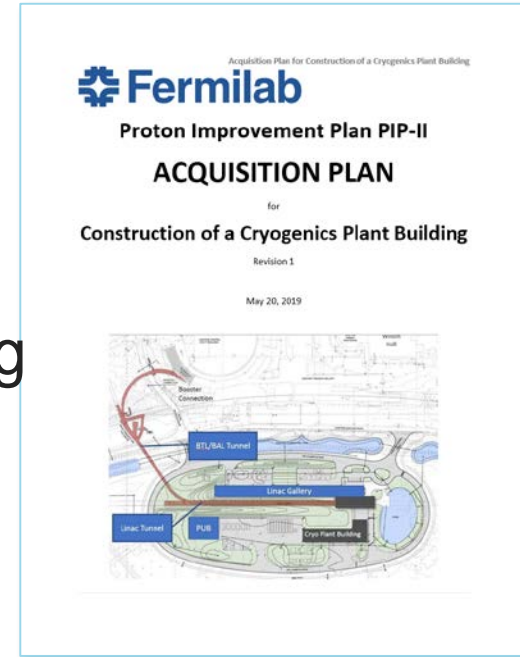 Acquisition Plan for Construction of a Cryogenics Plant Building
Fermilab
Proton Improvement Plan PIP-II
ACQUISITION PLAN
for
Construction of a Cryogenics Plant Building
Revision 1
May 20, 2019
g
Booster
Connection
BTL/BAL Tunnel
Linac Gallery
Linac Tunnel
PUB
Cryo Plant Building